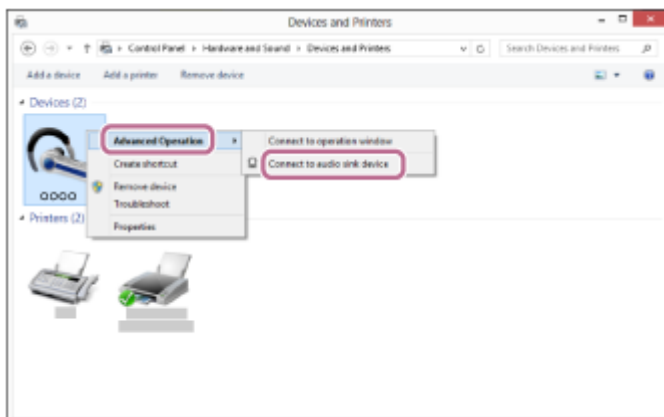 Devices and Printers
Control Panel › Hardware and Sound › Devices and Printers
Search Devices and Printers
Add a device Add a printer Remove device
Devices (2)
Advanced Operation
Connect to operation window
Create shortcut
Connect to audio sink device
Remove device
Troubleshoot
Properties
OOOO
Printers (2)